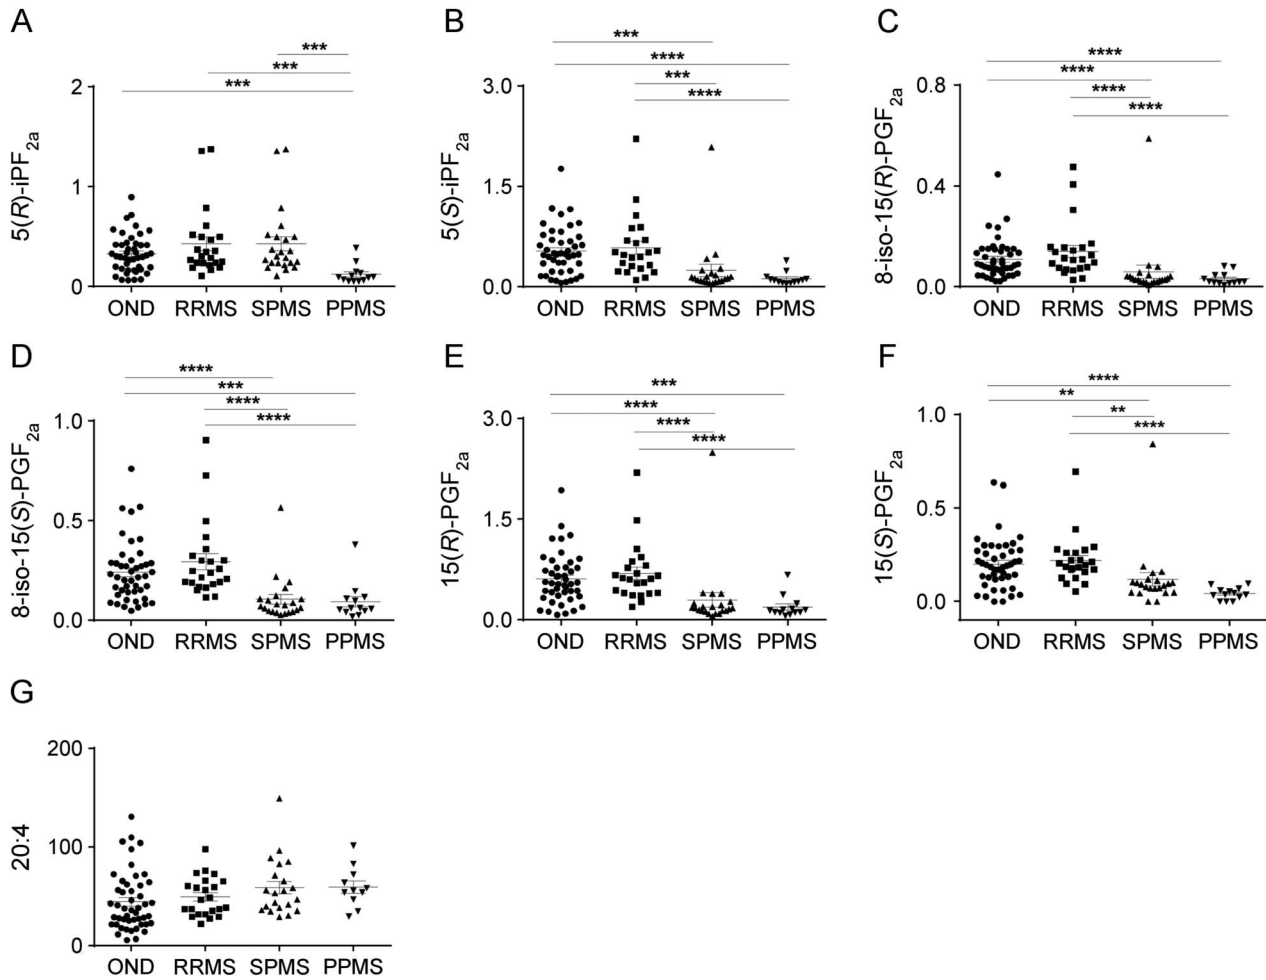 A
***
***
***
5(R)-iPF2a
2
1
0
OND RRMS SPMS PPMS
B
***
****
***
****
5(S)-iPF2a
3.0
1.5
0.0
OND RRMS SPMS PPMS
C
****
****
****
****
8-iso-15(R)-PGF2a
0.8
0.4
0.0
OND RRMS SPMS PPMS
D
****
***
****
****
8-iso-15(S)-PGF2a
1.0
0.5
0.0
OND RRMS SPMS PPMS
E
***
****
****
****
15(R)-PGF2a
3.0
1.5
0.0
OND RRMS SPMS PPMS
F
****
**
**
****
15(S)-PGF2a
1.0
0.5
0.0
OND RRMS SPMS PPMS
G
20:4
200
100
0
OND RRMS SPMS PPMS